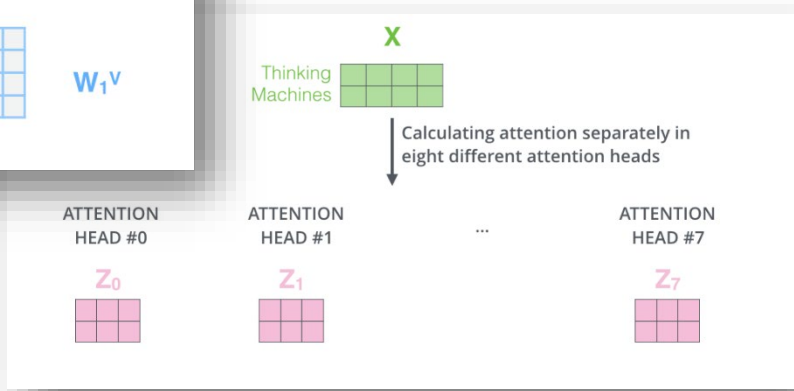 W₁ⱽ
X
Thinking
Machines
Calculating attention separately in
eight different attention heads
ATTENTION
HEAD #0
ATTENTION
HEAD #1
...
ATTENTION
HEAD #7
Z₀
Z₁
Z₇